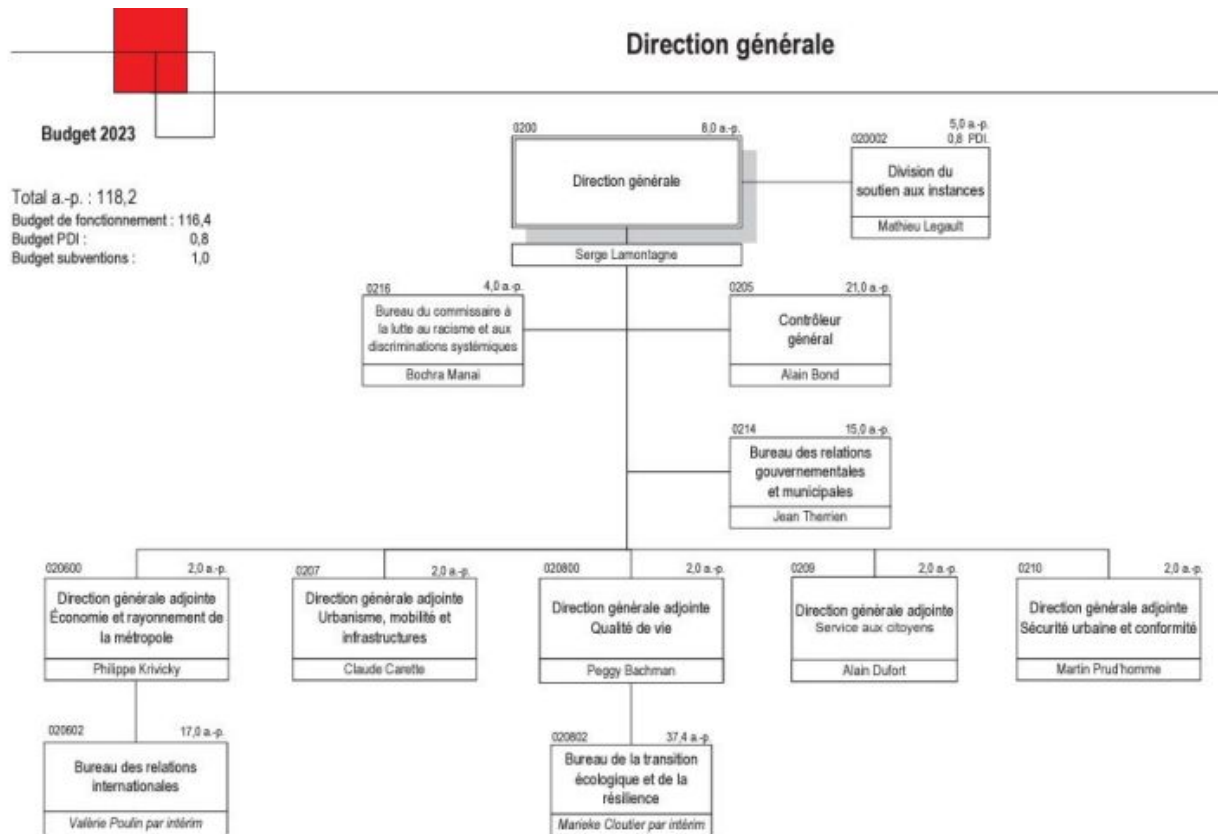 Direction générale
Budget 2023
Total a.-p. : 118,2
Budget de fonctionnement : 116,4
Budget PDI : 0,8
Budget subventions : 1,0
0200 8,0 a.-p.
Direction générale
Serge Lamontagne
5,0 a.-p.
020002 0,8 PDI.
Division du
soutien aux instances
Mathieu Legault
0216 4,0 a.-p.
Bureau du commissaire à
la lutte au racisme et aux
discriminations systémiques
Bochra Manaï
0205 21,0 a.-p.
Contrôleur
général
Alain Bond
0214 15,0 a.-p.
Bureau des relations
gouvernementales
et municipales
Jean Therrien
020600 2,0 a.-p.
Direction générale adjointe
Économie et rayonnement de
la métropole
Philippe Krivicky
0207 2,0 a.-p.
Direction générale adjointe
Urbanisme, mobilité et
infrastructures
Claude Carette
020800 2,0 a.-p.
Direction générale adjointe
Qualité de vie
Peggy Bachman
0209 2,0 a.-p.
Direction générale adjointe
Service aux citoyens
Alain Dufort
0210 2,0 a.-p.
Direction générale adjointe
Sécurité urbaine et conformité
Martin Prud'homme
020602 17,0 a.-p.
Bureau des relations
internationales
Valérie Poulin par intérim
020802 37,4 a.-p.
Bureau de la transition
écologique et de la
résilience
Marieke Cloutier par intérim